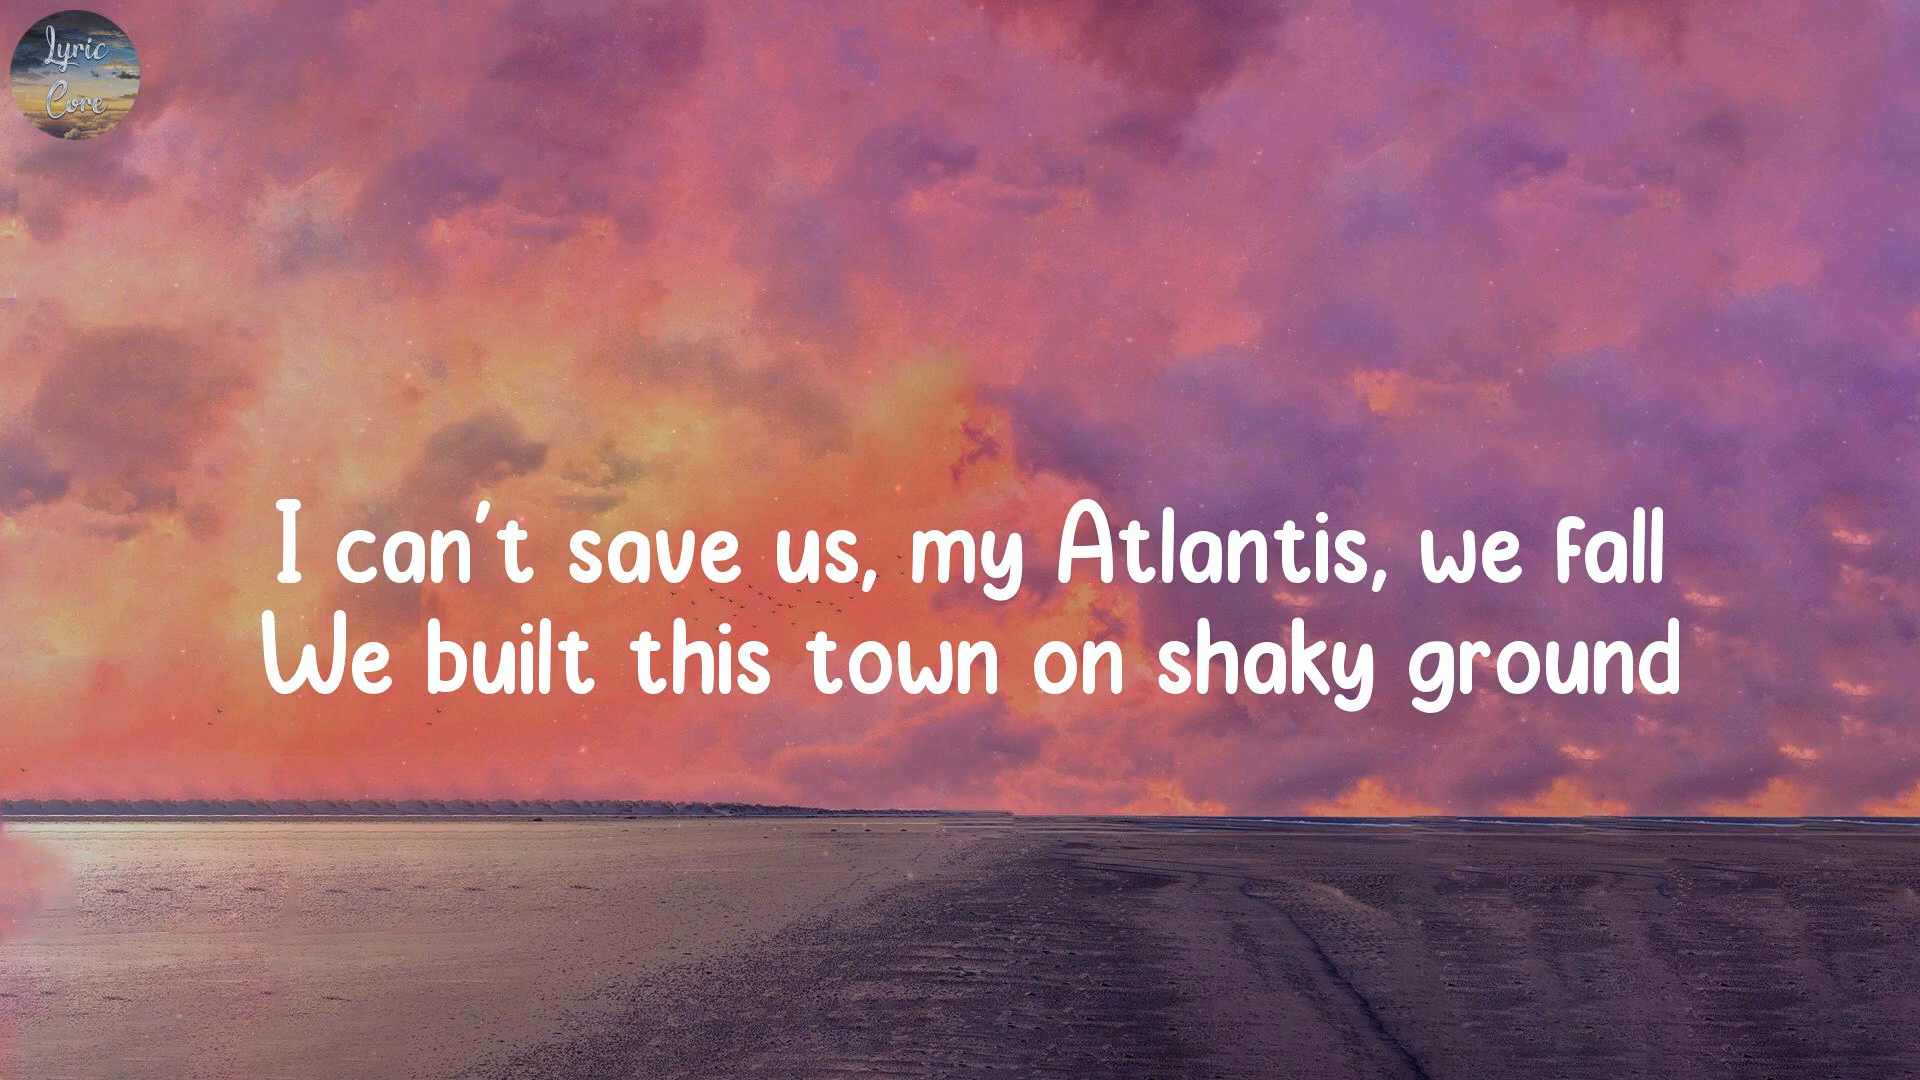 Lyric
Core
I can't save us, my Atlantis, we fall
We built this town on shaky ground